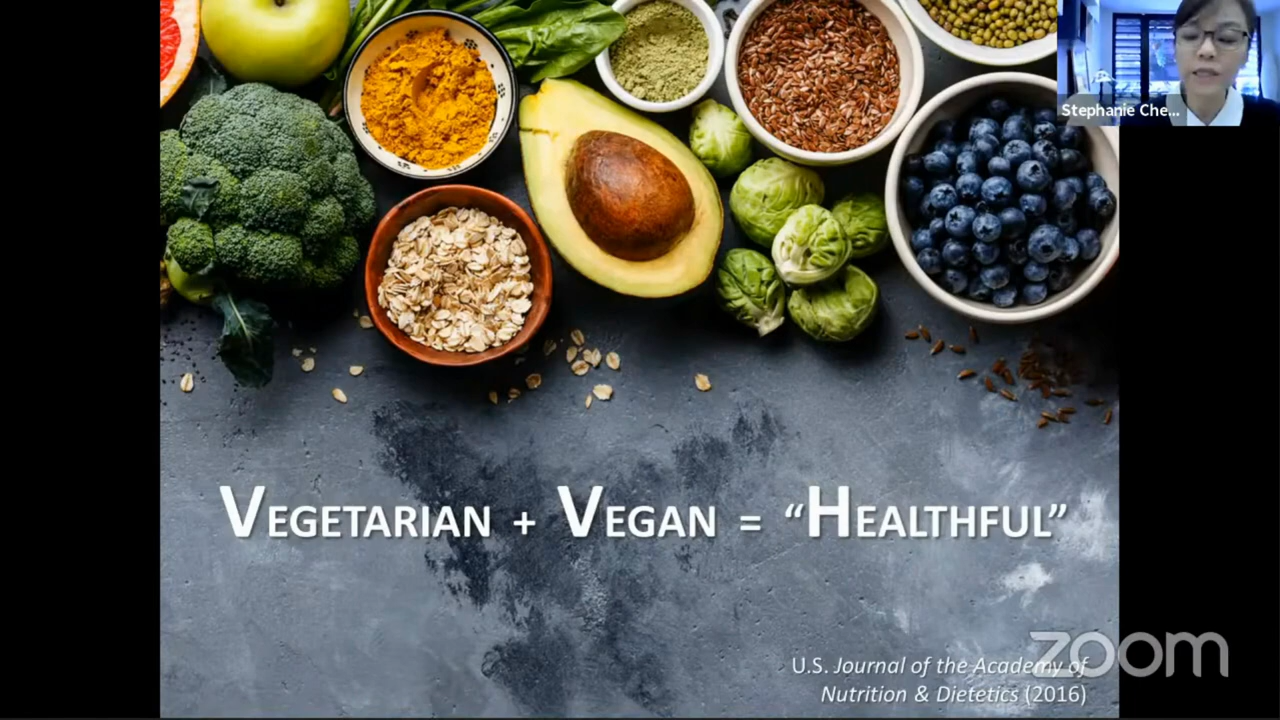 Stephanie Che...
VEGETARIAN + VEGAN = “HEALTHFUL”
U.S. Journal of the Academy of
Nutrition & Dietetics (2016)
zoom